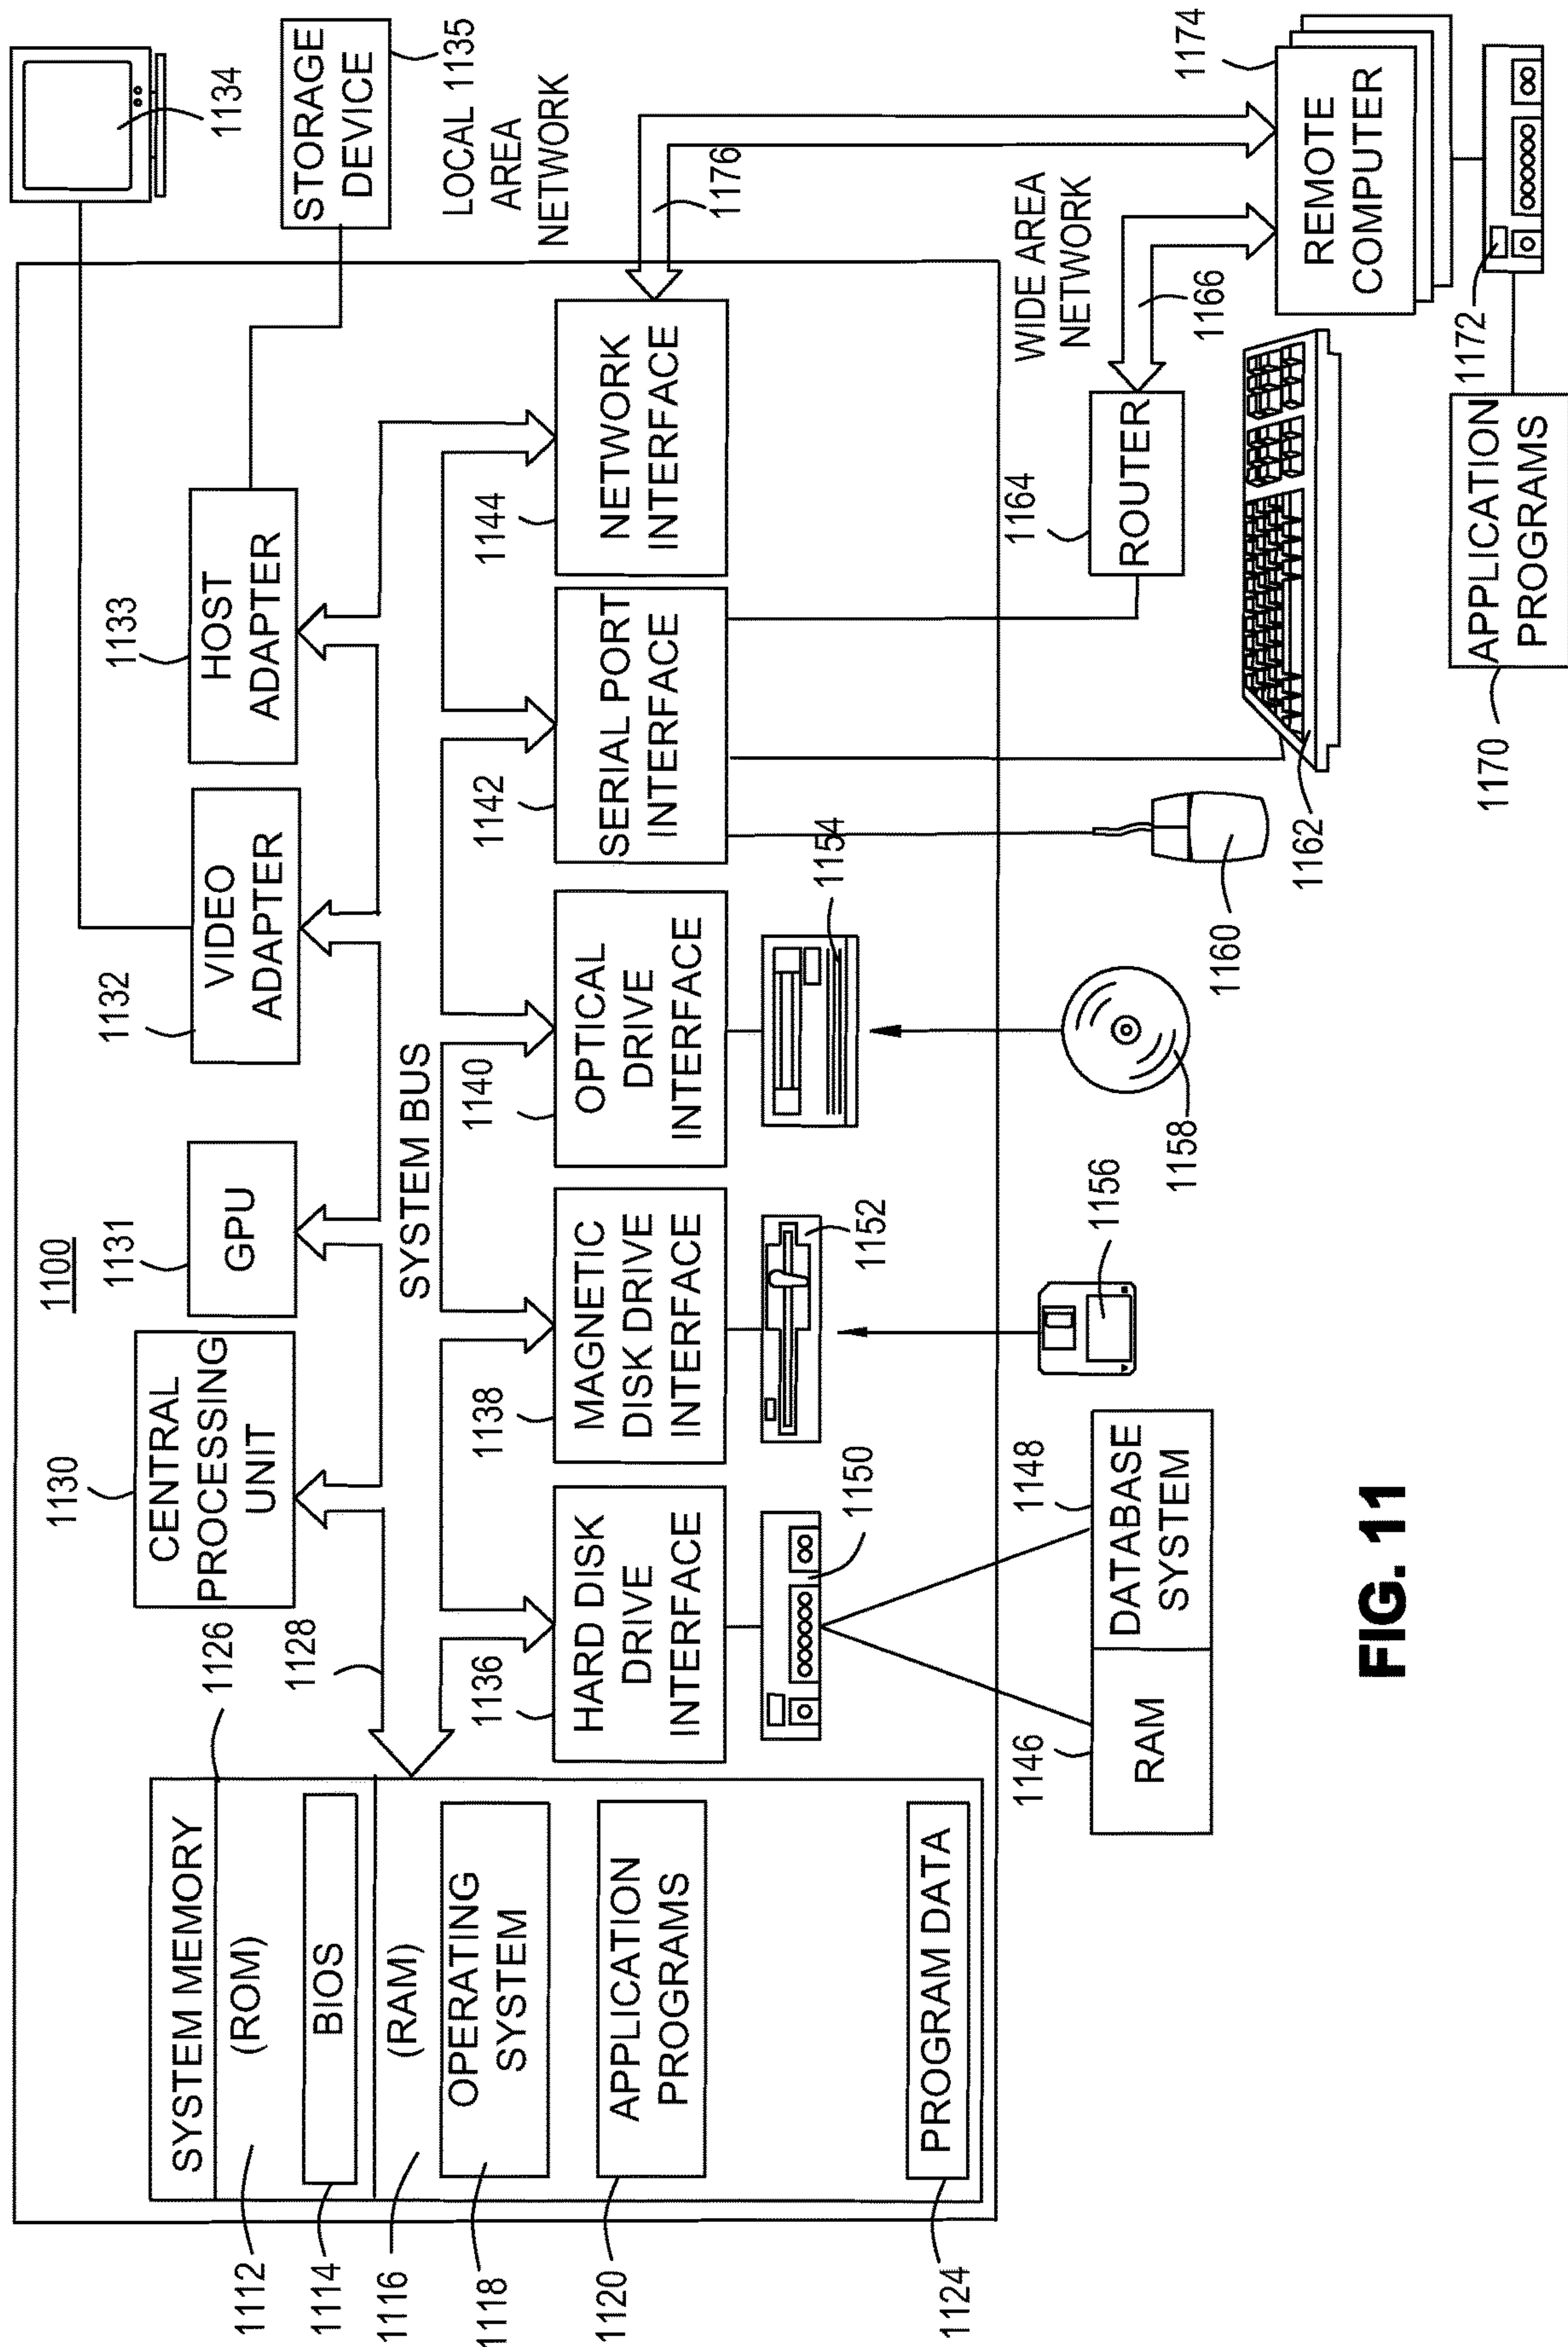 1100
1134
STORAGE
DEVICE
1135
LOCAL
AREA
NETWORK
1130
CENTRAL
PROCESSING
UNIT
1131
GPU
1132
VIDEO
ADAPTER
1133
HOST
ADAPTER
1126
1128
SYSTEM BUS
SYSTEM MEMORY
1112
(ROM)
1114
BIOS
1116
(RAM)
1118
OPERATING
SYSTEM
1120
APPLICATION
PROGRAMS
1124
PROGRAM DATA
1136
HARD DISK
DRIVE
INTERFACE
1138
MAGNETIC
DISK DRIVE
INTERFACE
1140
OPTICAL
DRIVE
INTERFACE
1142
SERIAL PORT
INTERFACE
1144
NETWORK
INTERFACE
1150
1152
1154
1176
WIDE AREA
NETWORK
1166
1164
ROUTER
1146
RAM
1148
DATABASE
SYSTEM
1156
1158
1160
1162
1174
REMOTE
COMPUTER
1172
1170
APPLICATION
PROGRAMS
FIG. 11